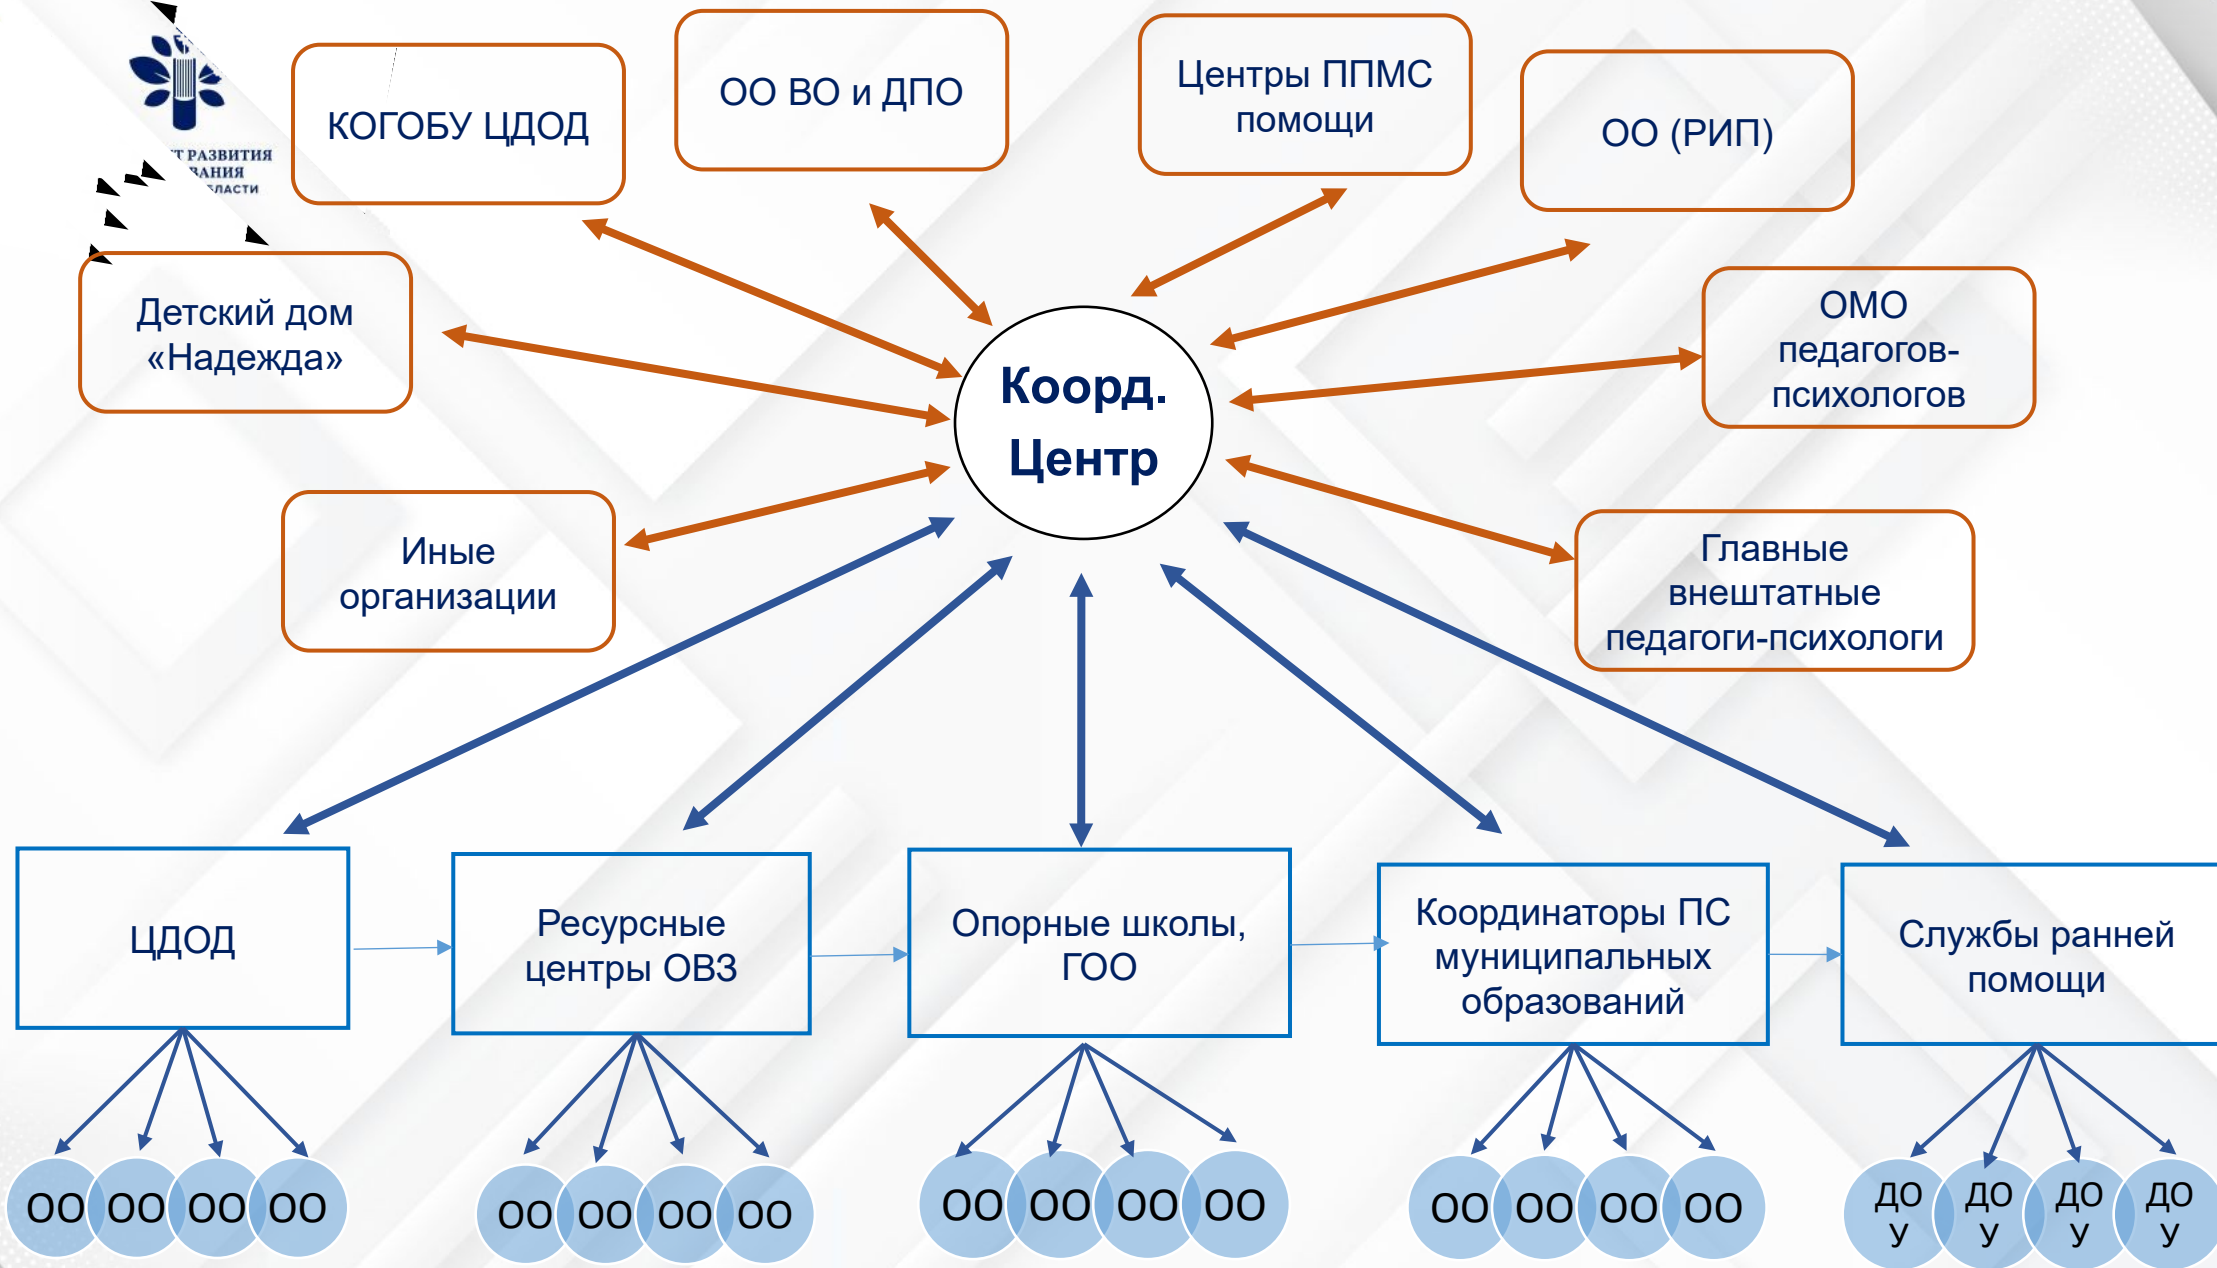 РАЗВИТИЯ
КОГОБУ ЦДОД
ОО ВО и ДПО
Центры ППМС
помощи
ОО (РИП)
Детский дом
«Надежда»
Коорд.
Центр
ОМО
педагогов-
психологов
Иные
организации
Главные
внештатные
педагоги-психологи
ЦДОД
Ресурсные
центры ОВЗ
Опорные школы,
ГОО
Координаторы ПС
муниципальных
образований
Службы ранней
помощи
ОО ОО ОО ОО
ОО ОО ОО ОО
ОО ОО ОО ОО
ОО ОО ОО ОО
ДО ДО ДО ДО
У У У У